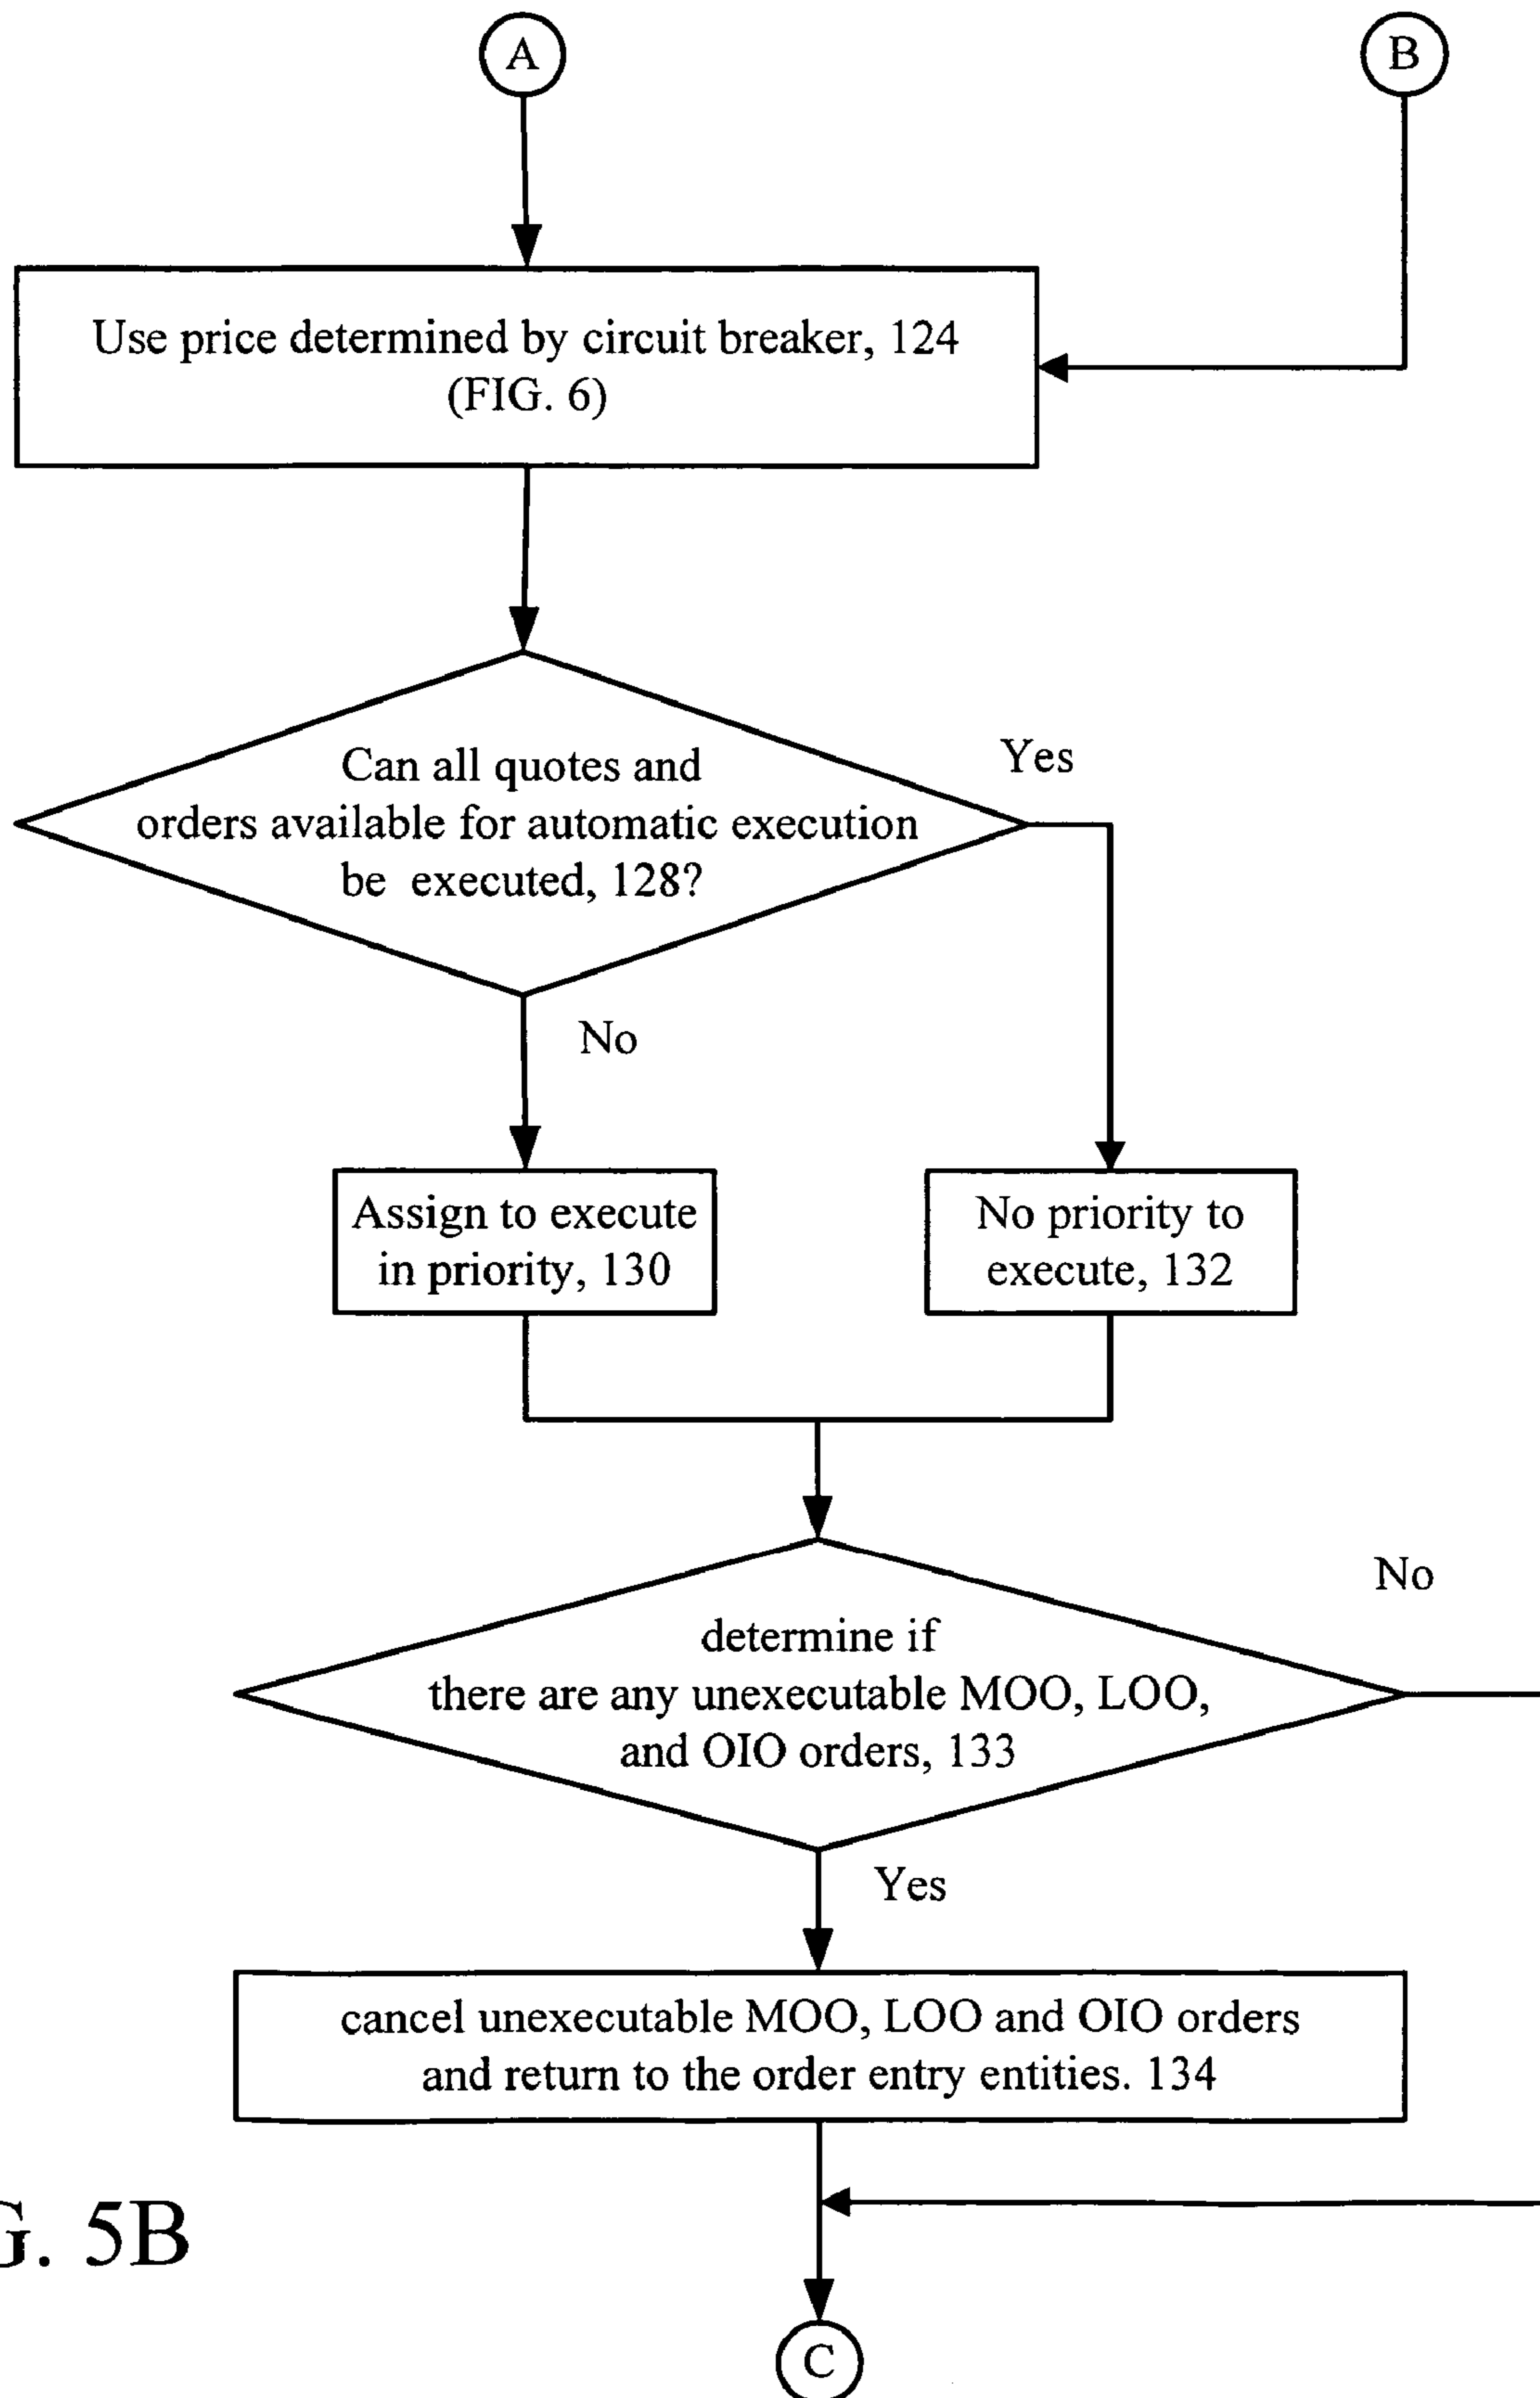 A
B
Use price determined by circuit breaker, 124
(FIG. 6)
Can all quotes and
orders available for automatic execution
be executed, 128?
Yes
No
Assign to execute
in priority, 130
No priority to
execute, 132
No
determine if
there are any unexecutable MOO, LOO,
and OIO orders, 133
Yes
cancel unexecutable MOO, LOO and OIO orders
and return to the order entry entities. 134
G. 5B
C